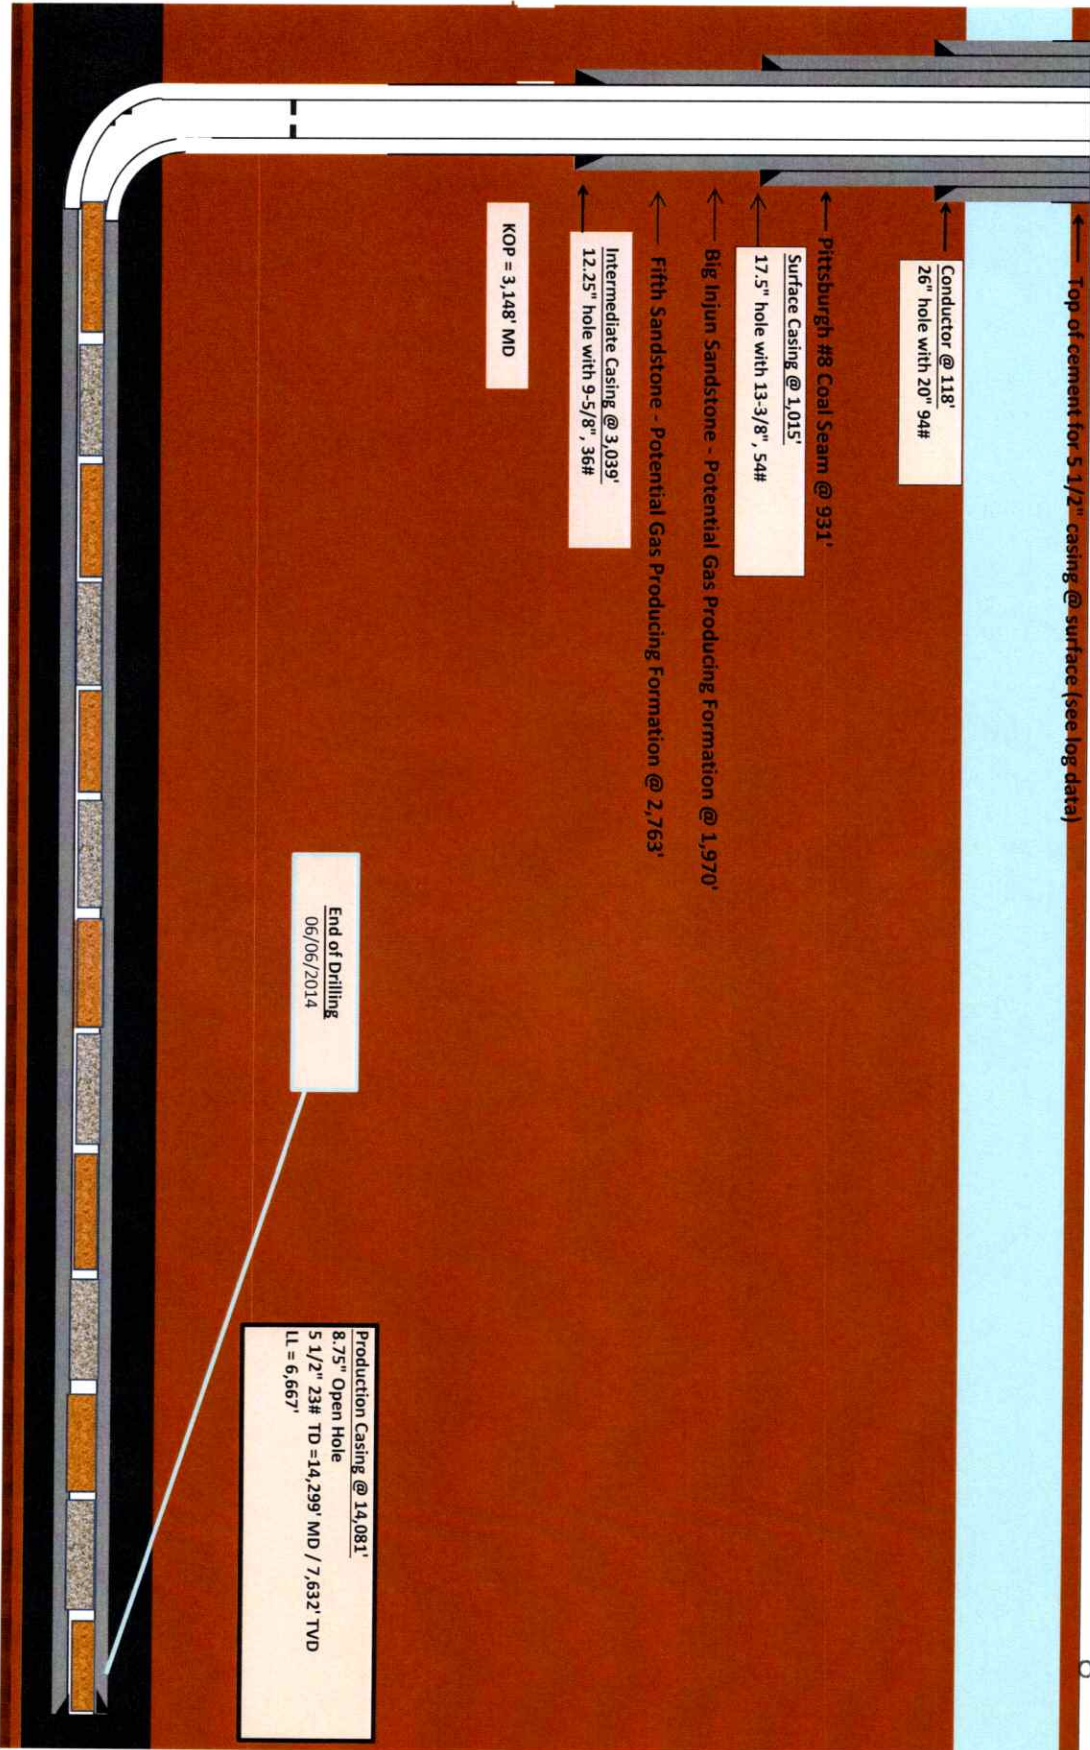 Top of cement for 5 1/2" casing @ surface (see log data)
Conductor @ 118'
26" hole with 20" 94#
Pittsburgh #8 Coal Seam @ 931'
Surface Casing @ 1,015'
17.5" hole with 13-3/8", 54#
Big Injun Sandstone - Potential Gas Producing Formation @ 1,970'
Fifth Sandstone - Potential Gas Producing Formation @ 2,763'
Intermediate Casing @ 3,039'
12.25" hole with 9-5/8", 36#
KOP = 3,148' MD
End of Drilling
06/06/2014
Production Casing @ 14,081'
8.75" Open Hole
5 1/2" 23# TD =14,299' MD / 7,632' TVD
LL = 6,667'